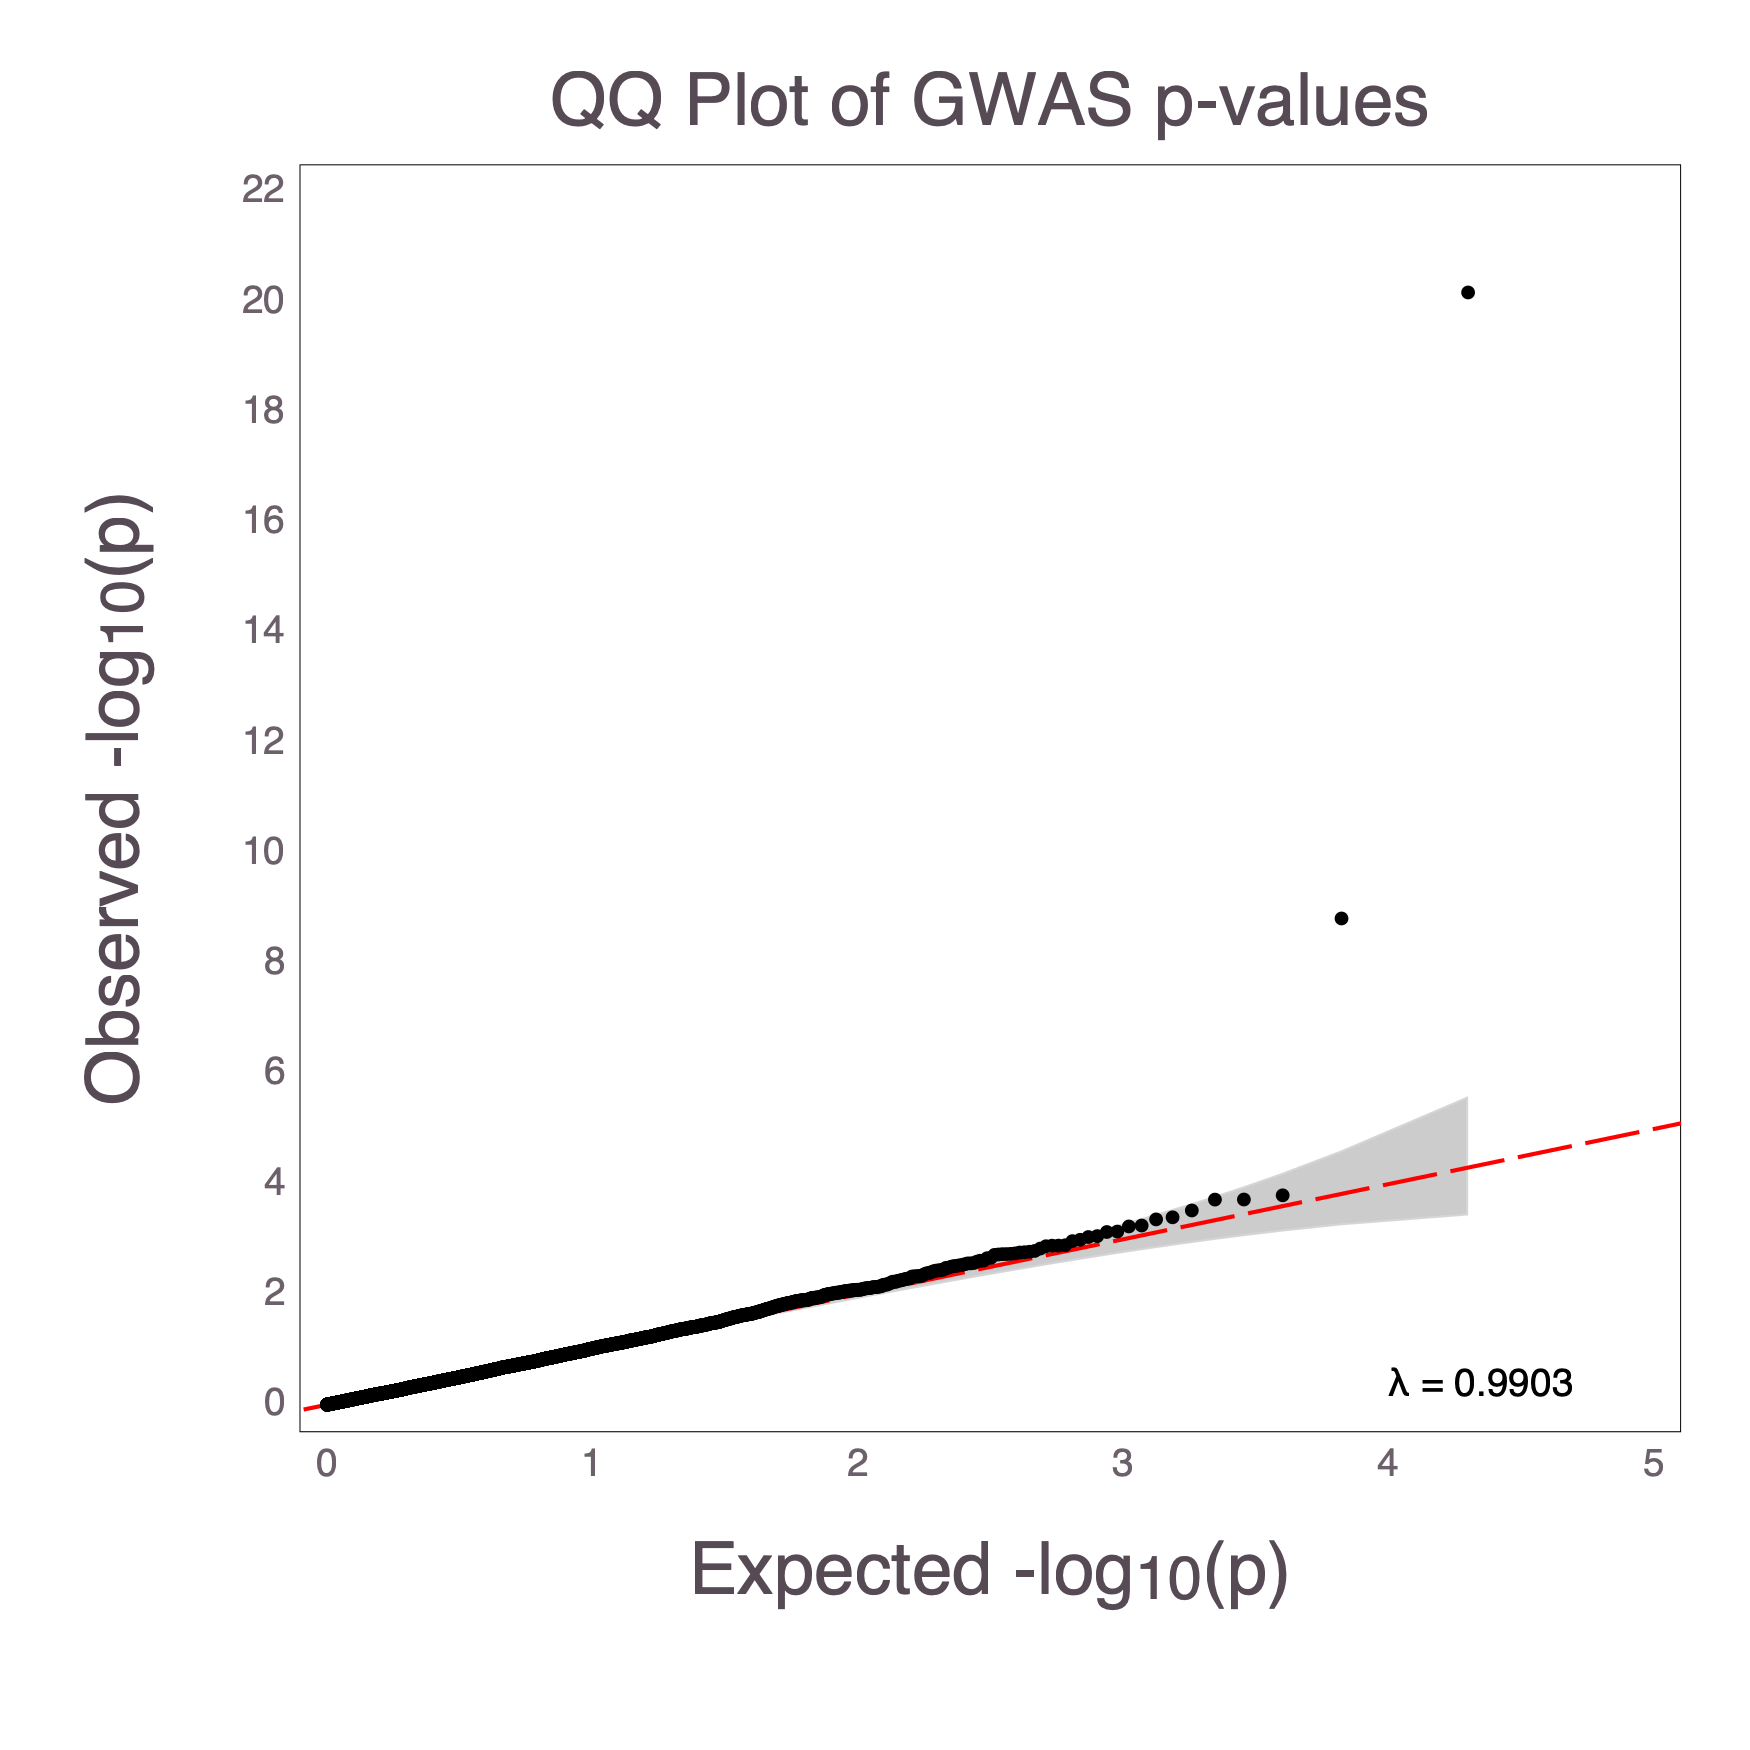 QQ Plot of GWAS p-values
22
20
18
16
14
12
10
8
6
4
2
0
Observed -log10(p)
λ = 0.9903
0 1 2 3 4 5
Expected -log10(p)